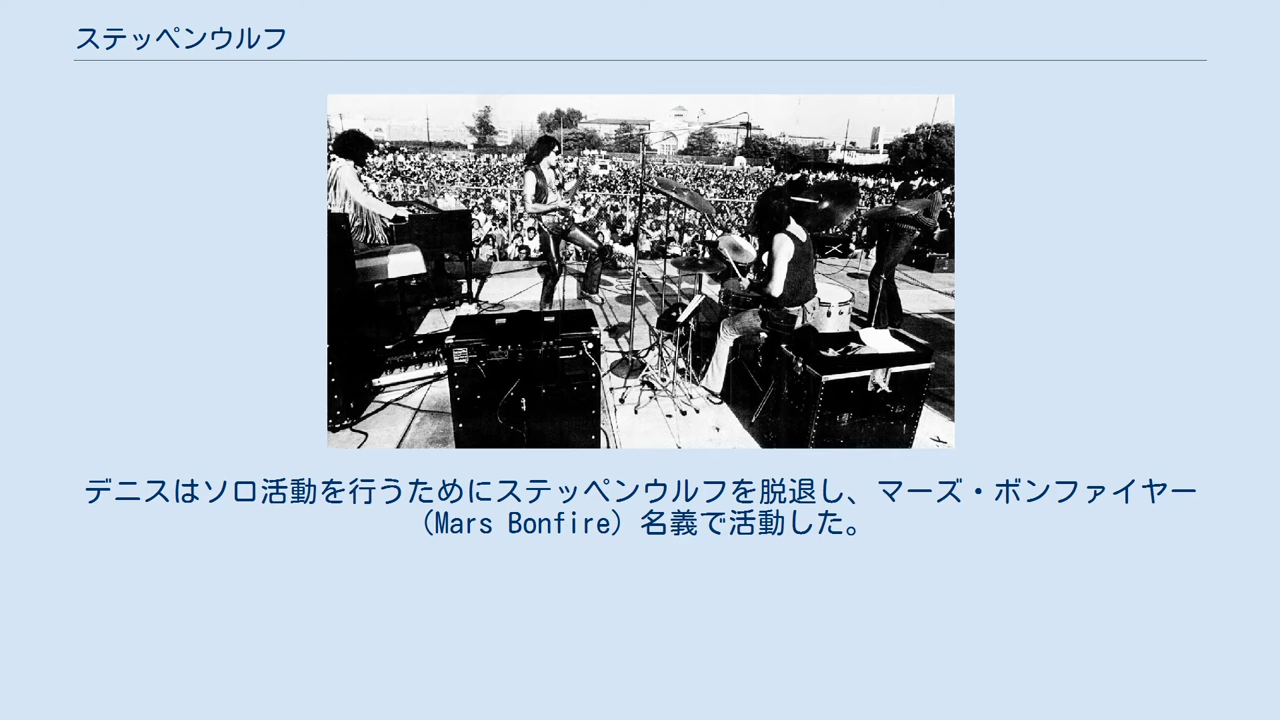 ステッペンウルフ
デニスはソロ活動を行うためにステッペンウルフを脱退し、マーズ・ボンファイヤー
（Mars Bonfire）名義で活動した。